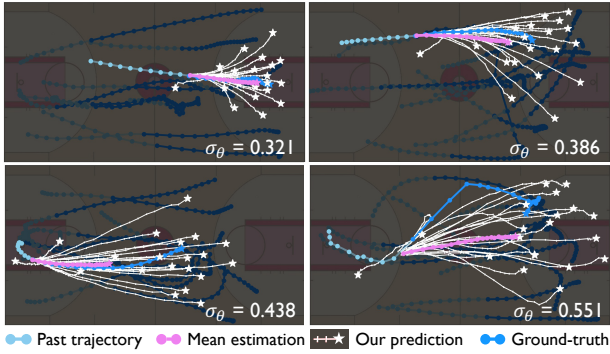 σθ = 0.321
σθ = 0.386
σθ = 0.438
σθ = 0.551
Past trajectory Mean estimation Our prediction Ground-truth